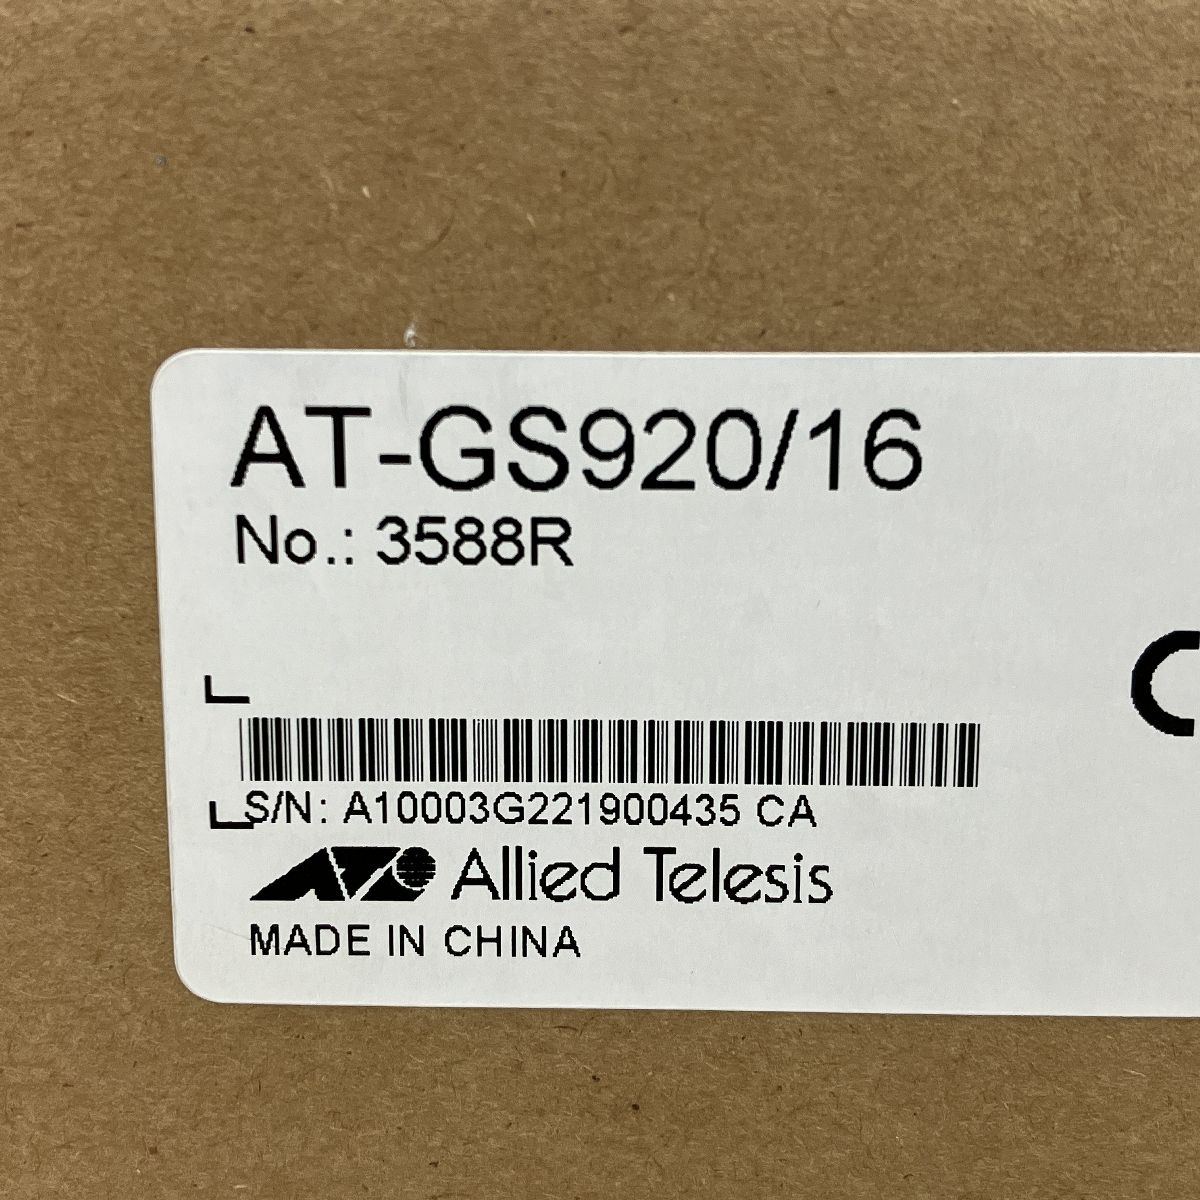 AT-GS920/16
No.: 3588R
S/N: A10003G221900435 CA
Allied Telesis
MADE IN CHINA